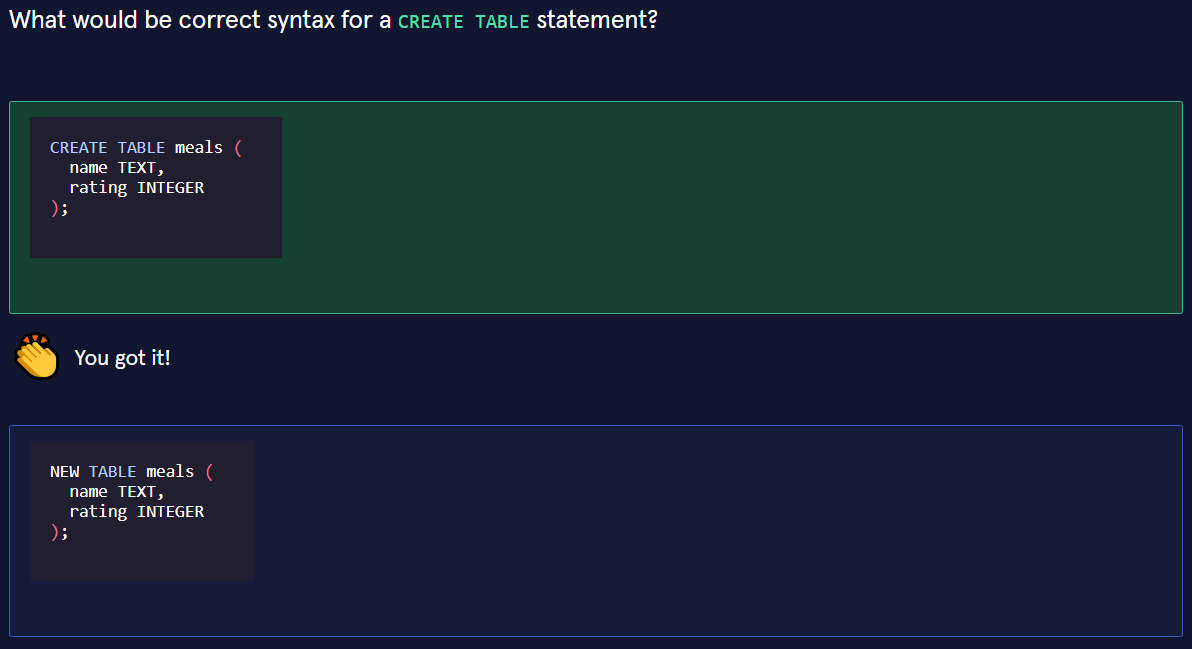 What would be correct syntax for a CREATE TABLE statement?
CREATE TABLE meals (
  name TEXT,
  rating INTEGER
);
You got it!
NEW TABLE meals (
  name TEXT,
  rating INTEGER
);